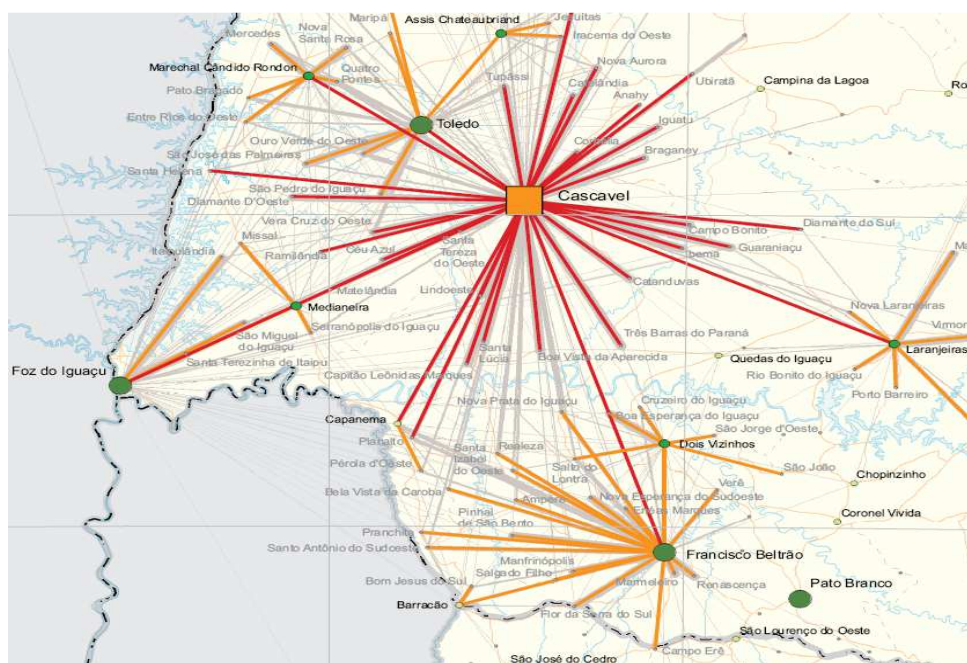 Maripá
Assis Chateaubriand
Jesuítas
Nova
Santa Rosa
Mercedes
Iracema do Oeste
Marechal Cândido Rondon
Quatro
Pontes
Nova Aurora
Tupãssi
Cafelândia
Ubiratã
Campina da Lagoa
Ro
Pato Bragado
Anahy
Entre Rios do Oeste
Toledo
Iguatu
Ouro Verde do Oeste
Corbélia
Braganey
São José das Palmeiras
Santa Helena
São Pedro do Iguaçu
Cascavel
Diamante D'Oeste
Vera Cruz do Oeste
Diamante do Sul
Campo Bonito
Missal
Itaipulândia
Ramilândia
Céu Azul
Santa
Tereza
do Oeste
Guaraniaçu
Ibema
Ma
Matelândia
Lindoeste
Catanduvas
Medianeira
Nova Laranjeiras
Serranópolis do Iguaçu
Virmon
São Miguel
do Iguaçu
Três Barras do Paraná
Laranjeiras
Santa Terezinha de Itaipu
Santa
Lúcia
Boa Vista da Aparecida
Quedas do Iguaçu
Foz do Iguaçu
Capitão Leônidas Marques
Rio Bonito do Iguaçu
Porto Barreiro
Nova Prata do Iguaçu
Cruzeiro do Iguaçu
Boa Esperança do Iguaçu
Capanema
São Jorge d'Oeste
Planalto
Santa
Izabel
do Oeste
Realeza
Dois Vizinhos
Pérola d'Oeste
Salto do
Lontra
São João
Chopinzinho
Bela Vista da Caroba
Ampére
Verê
Nova Esperança do Sudoeste
Enéas Marques
Pinhal
de São Bento
Coronel Vivida
Pranchita
Santo Antônio do Sudoeste
Francisco Beltrão
Manfrinópolis
Salgado Filho
Bom Jesus do Sul
Marmeleiro
Renascença
Pato Branco
Barracão
Flor da Serra do Sul
São Lourenço do Oeste
Campo Erê
São José do Cedro